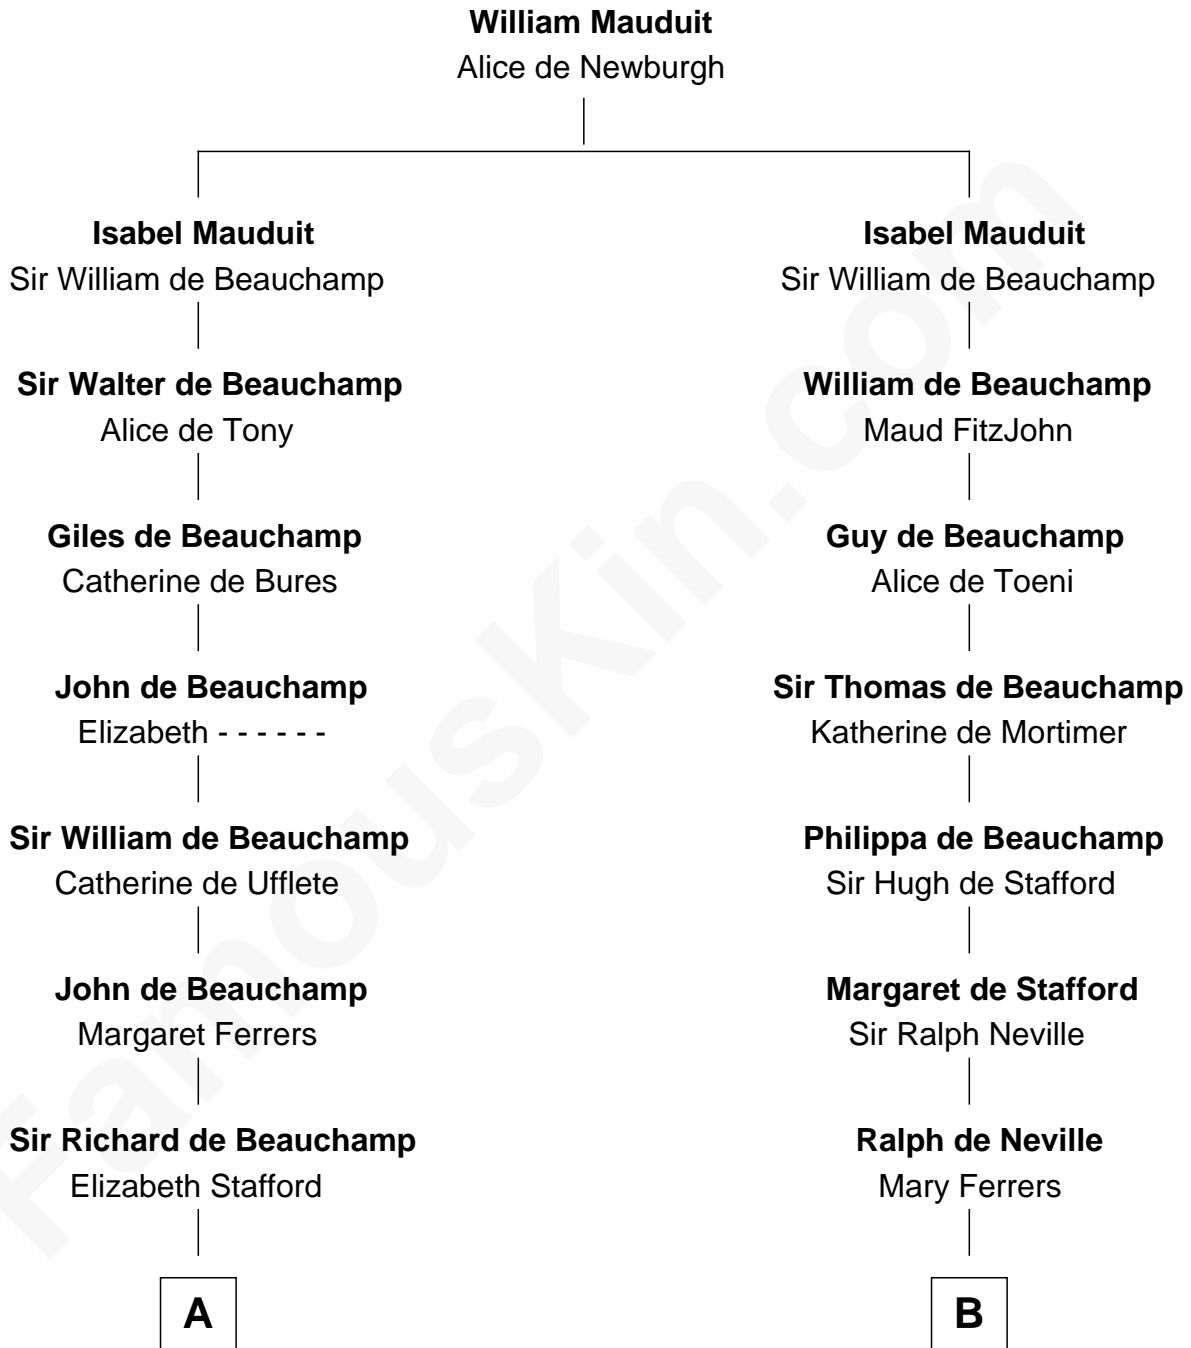 William Mauduit
Alice de Newburgh
Isabel Mauduit
Sir William de Beauchamp
Isabel Mauduit
Sir William de Beauchamp
Sir Walter de Beauchamp
Alice de Tony
William de Beauchamp
Maud FitzJohn
Giles de Beauchamp
Catherine de Bures
Guy de Beauchamp
Alice de Toeni
John de Beauchamp
Elizabeth - - - - - -
Sir Thomas de Beauchamp
Katherine de Mortimer
Sir William de Beauchamp
Catherine de Ufflete
Philippa de Beauchamp
Sir Hugh de Stafford
John de Beauchamp
Margaret Ferrers
Margaret de Stafford
Sir Ralph Neville
Sir Richard de Beauchamp
Elizabeth Stafford
Ralph de Neville
Mary Ferrers
A
B
FamousKin.com